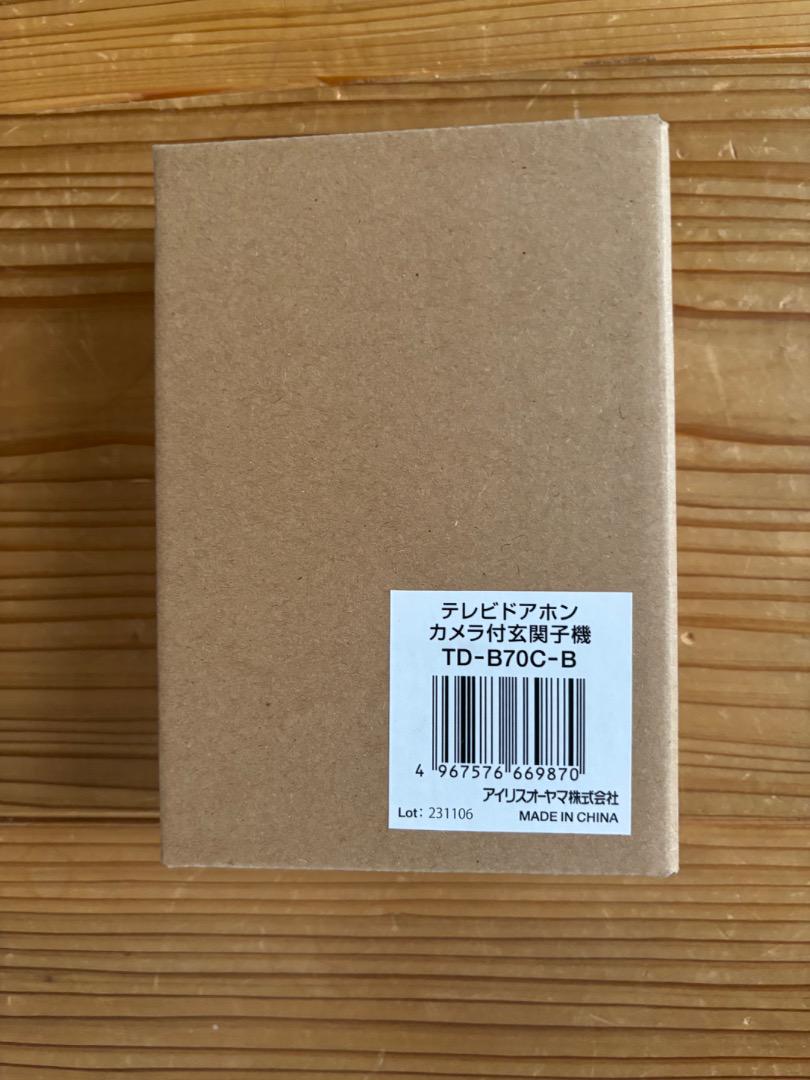 テレビドアホン
カメラ付玄関子機
TD-B70C-B
4 967576 669870
アイリスオーヤマ株式会社
Lot: 231106 MADE IN CHINA